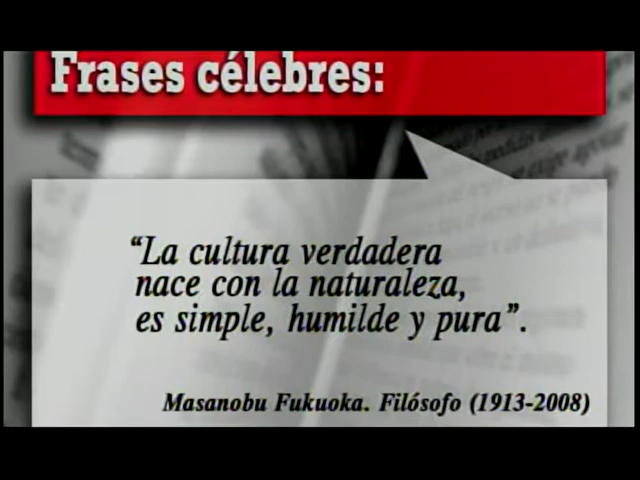 Frases célebres:
“La cultura verdadera
nace con la naturaleza,
es simple, humilde y pura”.
Masanobu Fukuoka. Filósofo (1913-2008)